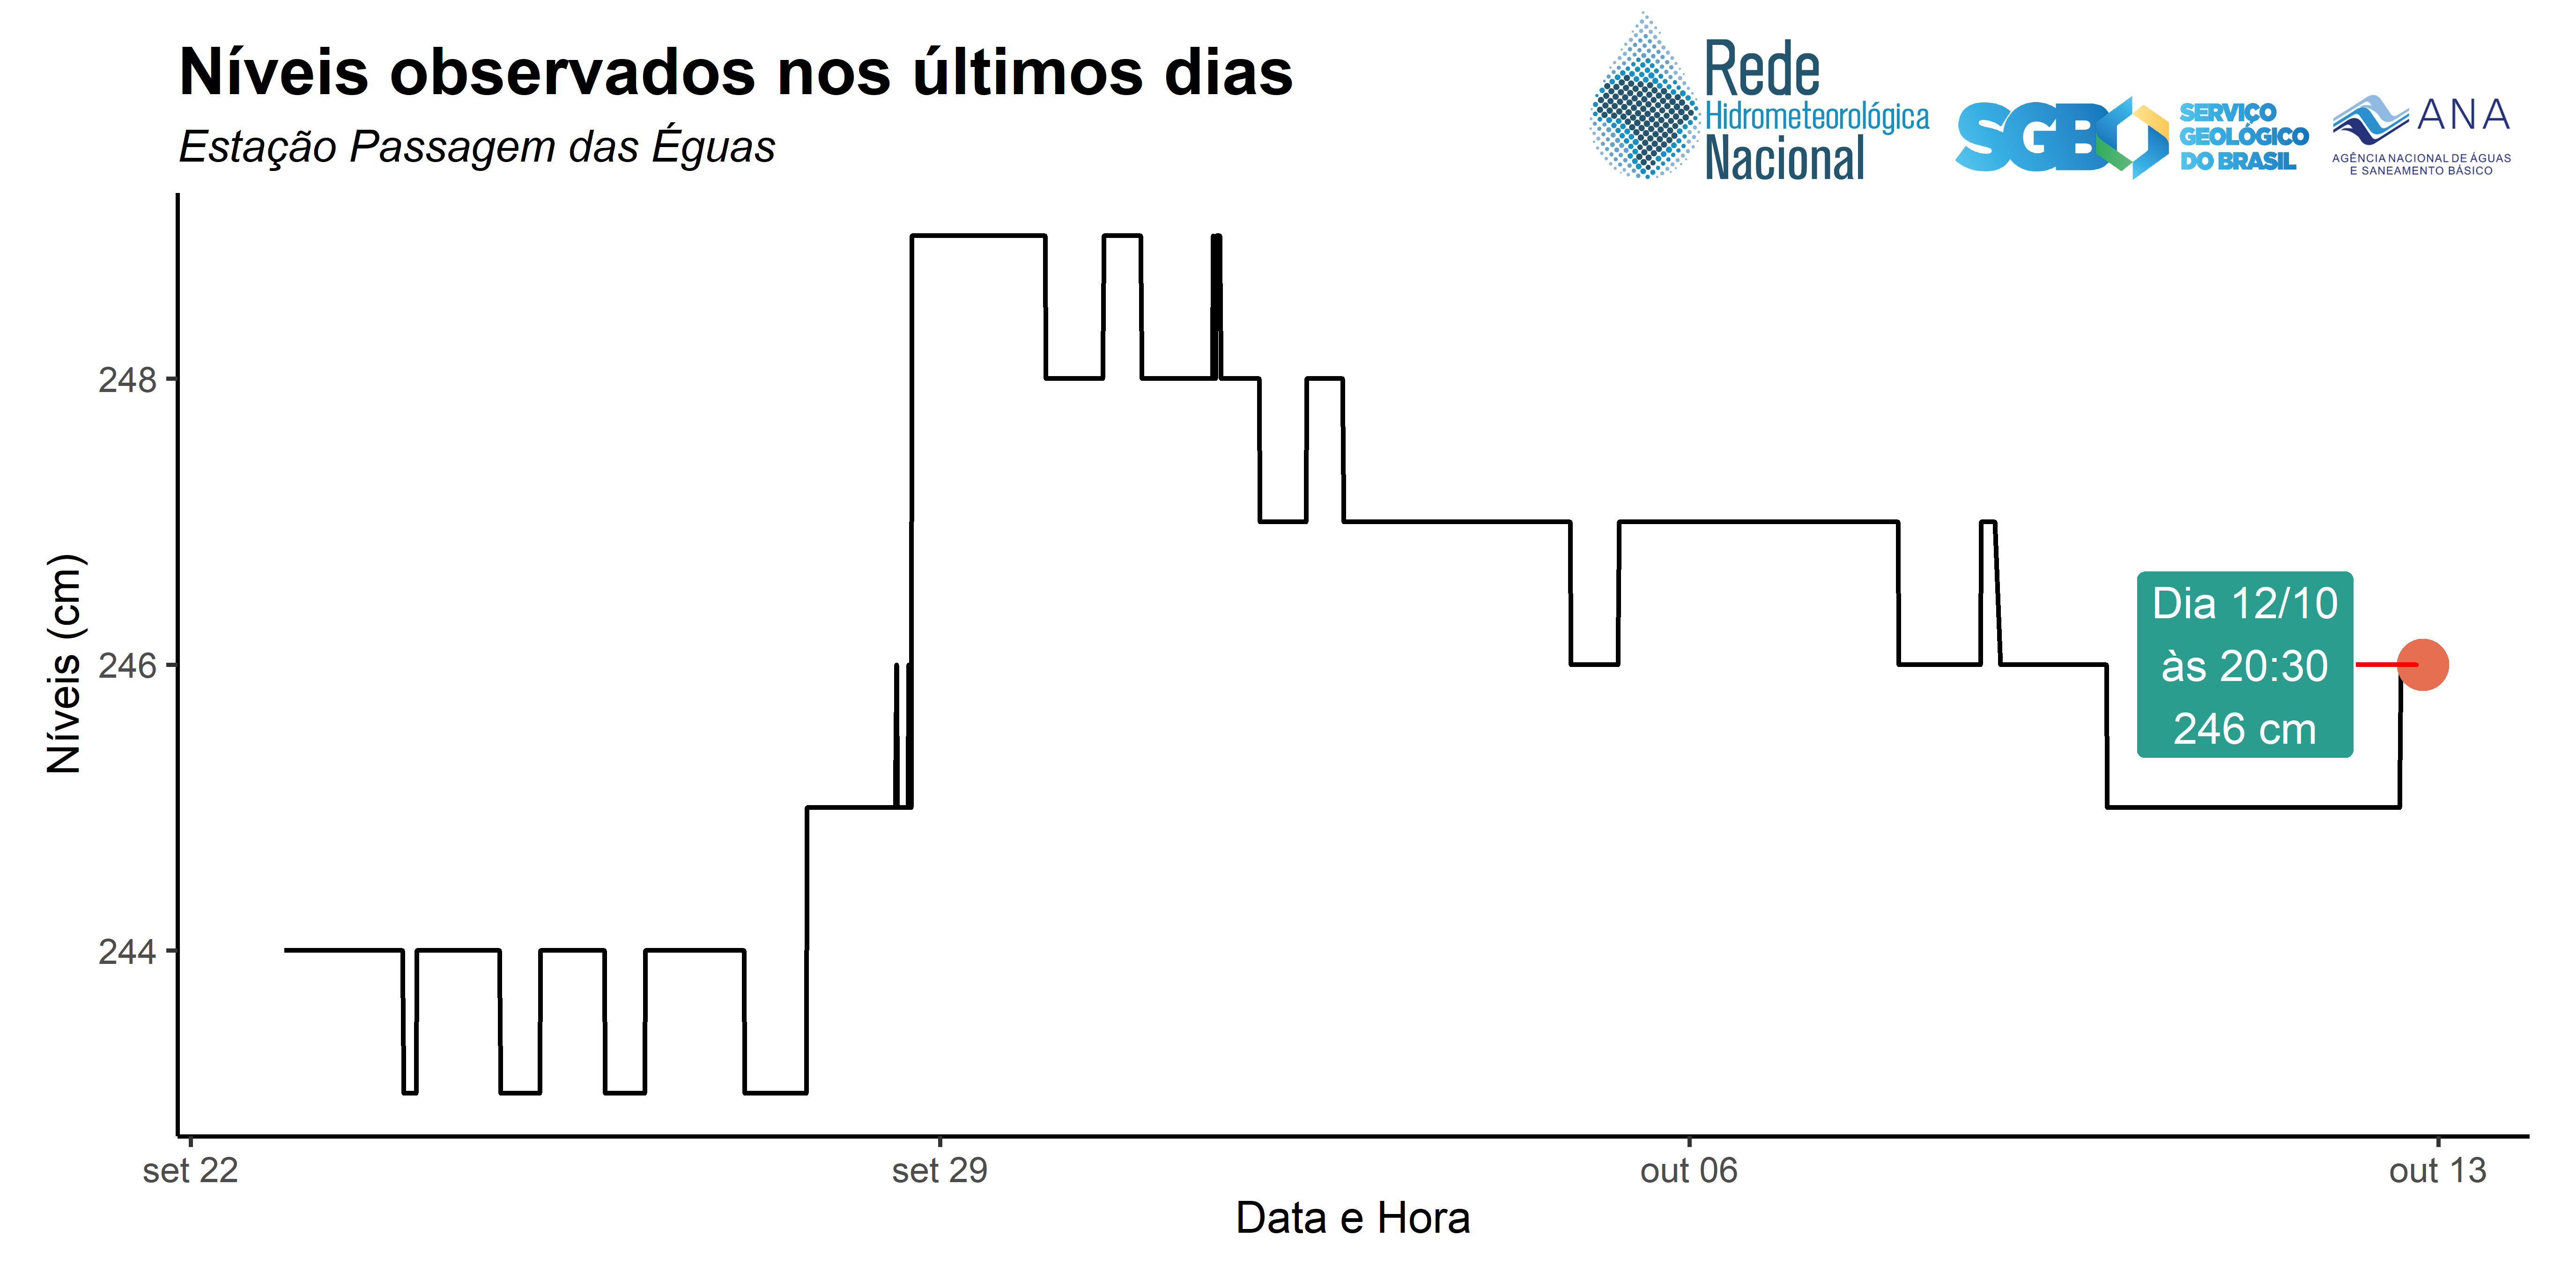 Níveis observados nos últimos dias
Estação Passagem das Éguas
Rede
Hidrometeorológica
Nacional
SGB
SERVIÇO
GEOLÓGICO
DO BRASIL
ANA
AGÊNCIA NACIONAL DE ÁGUAS
E SANEAMENTO BÁSICO
Níveis (cm)
248
246
244
Dia 12/10
às 20:30
246 cm
set 22
set 29
out 06
out 13
Data e Hora